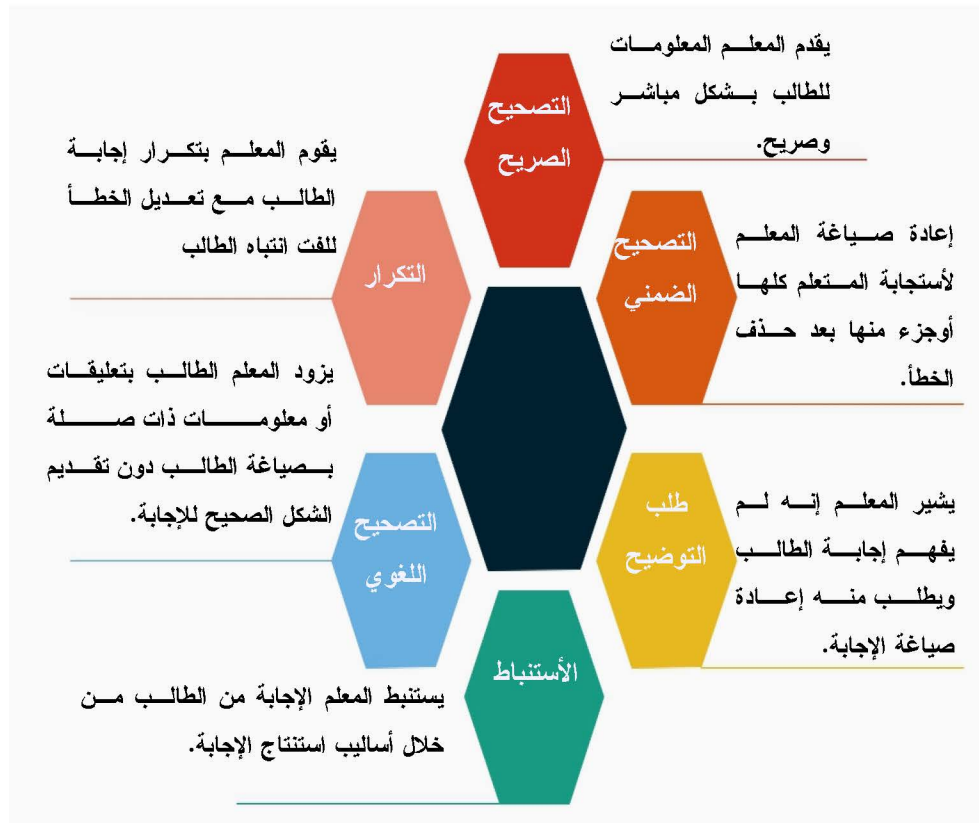 التصحيح
الصريح
يقدم المعلم المعلومات
للطالب بشكل مباشر
وصريح.
التصحيح
الضمني
إعادة صياغة المعلم
لأستجابة المتعلم كلها
أوجزء منها بعد حذف
الخطأ.
طلب
التوضيح
يشير المعلم إنه لم
يفهم إجابة الطالب
ويطلب منه إعادة
صياغة الإجابة.
الأستنباط
يستنبط المعلم الإجابة من الطالب من
خلال أساليب استنتاج الإجابة.
التصحيح
اللغوي
يزود المعلم الطالب بتعليقات
أو معلومات ذات صلة
بصياغة الطالب دون تقديم
الشكل الصحيح للإجابة.
التكرار
يقوم المعلم بتكرار إجابة
الطالب مع تعديل الخطأ
للفت انتباه الطالب